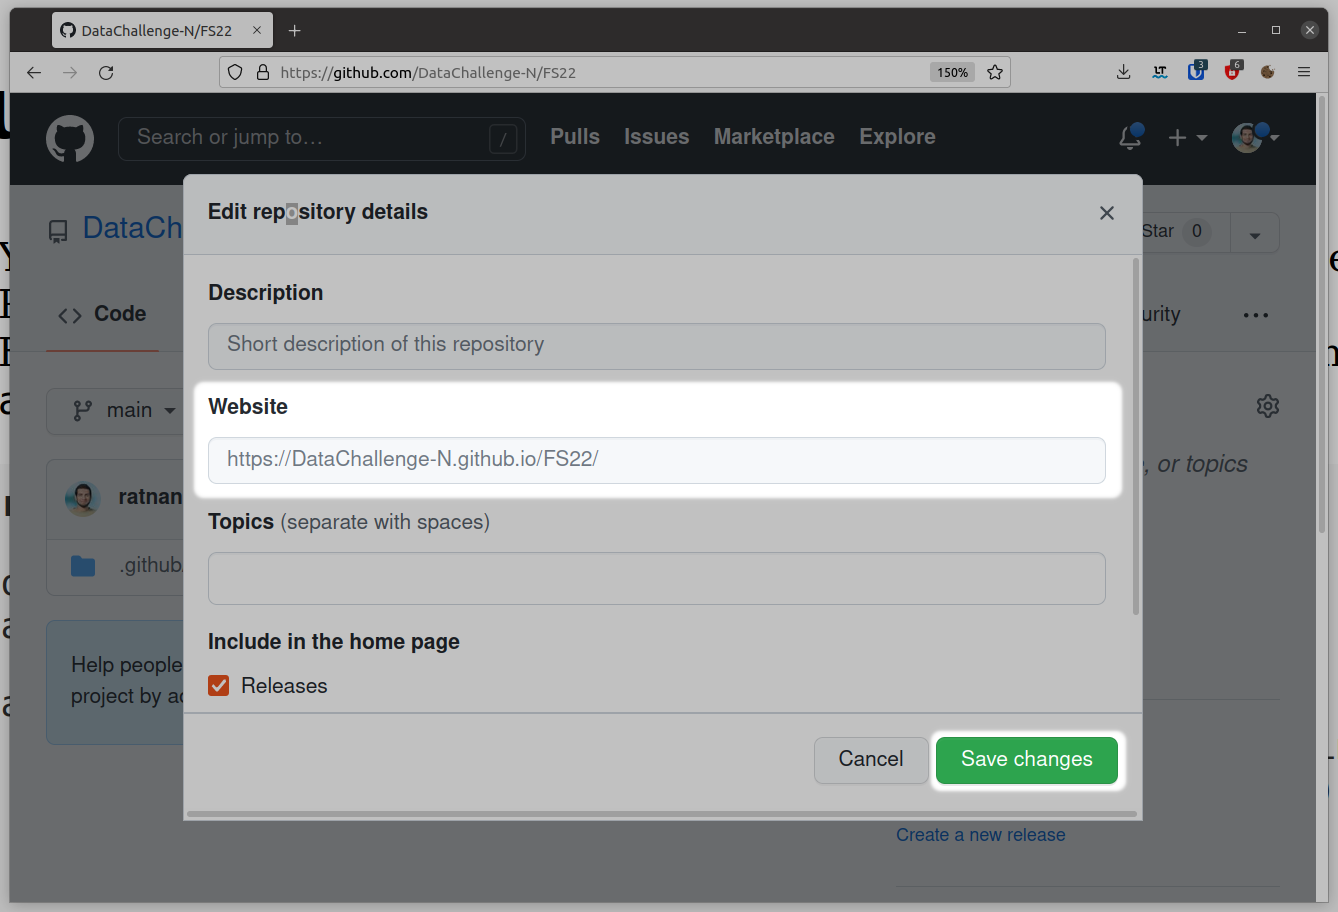 DataChallenge-N/FS22
https://github.com/DataChallenge-N/FS22
150%
LT
3
6
Search or jump to…
/
Pulls
Issues
Marketplace
Explore
Edit repository details
DataCh
Star 0
Description
Code
urity
Short description of this repository
Website
main
https://DataChallenge-N.github.io/FS22/
, or topics
ratnan
Topics (separate with spaces)
.github
Include in the home page
Help people
Releases
project by ad
Cancel
Save changes
Create a new release